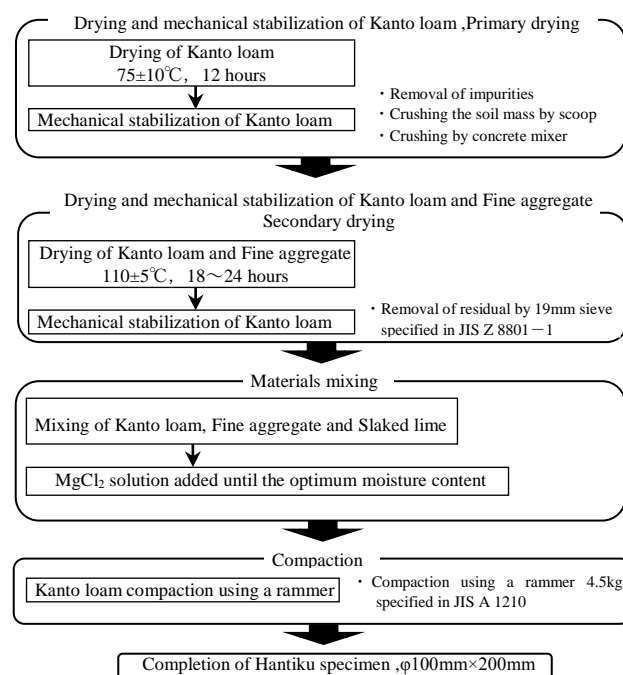 Drying and mechanical stabilization of Kanto loam ,Primary drying
Drying of Kanto loam
75±10℃, 12 hours
Mechanical stabilization of Kanto loam
・Removal of impurities
・Crushing the soil mass by scoop
・Crushing by concrete mixer
Drying and mechanical stabilization of Kanto loam and Fine aggregate
Secondary drying
Drying of Kanto loam and Fine aggregate
110±5℃, 18～24 hours
Mechanical stabilization of Kanto loam
・Removal of residual by 19mm sieve
specified in JIS Z 8801－1
Materials mixing
Mixing of Kanto loam, Fine aggregate and Slaked lime
MgCl₂ solution added until the optimum moisture content
Compaction
Kanto loam compaction using a rammer
・Compaction using a rammer 4.5kg
specified in JIS A 1210
Completion of Hantiku specimen ,φ100mm×200mm